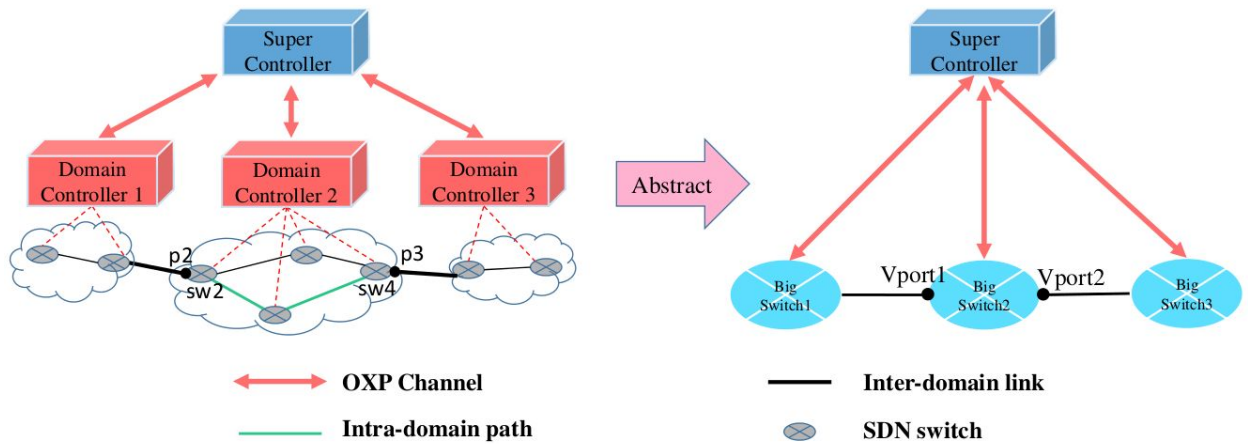 Super
Controller
Domain
Controller 1
Domain
Controller 2
Domain
Controller 3
p2
sw2
p3
sw4
Abstract
Super
Controller
Big
Switch1
Vport1
Big
Switch2
Vport2
Big
Switch3
OXP Channel
Inter-domain link
Intra-domain path
SDN switch